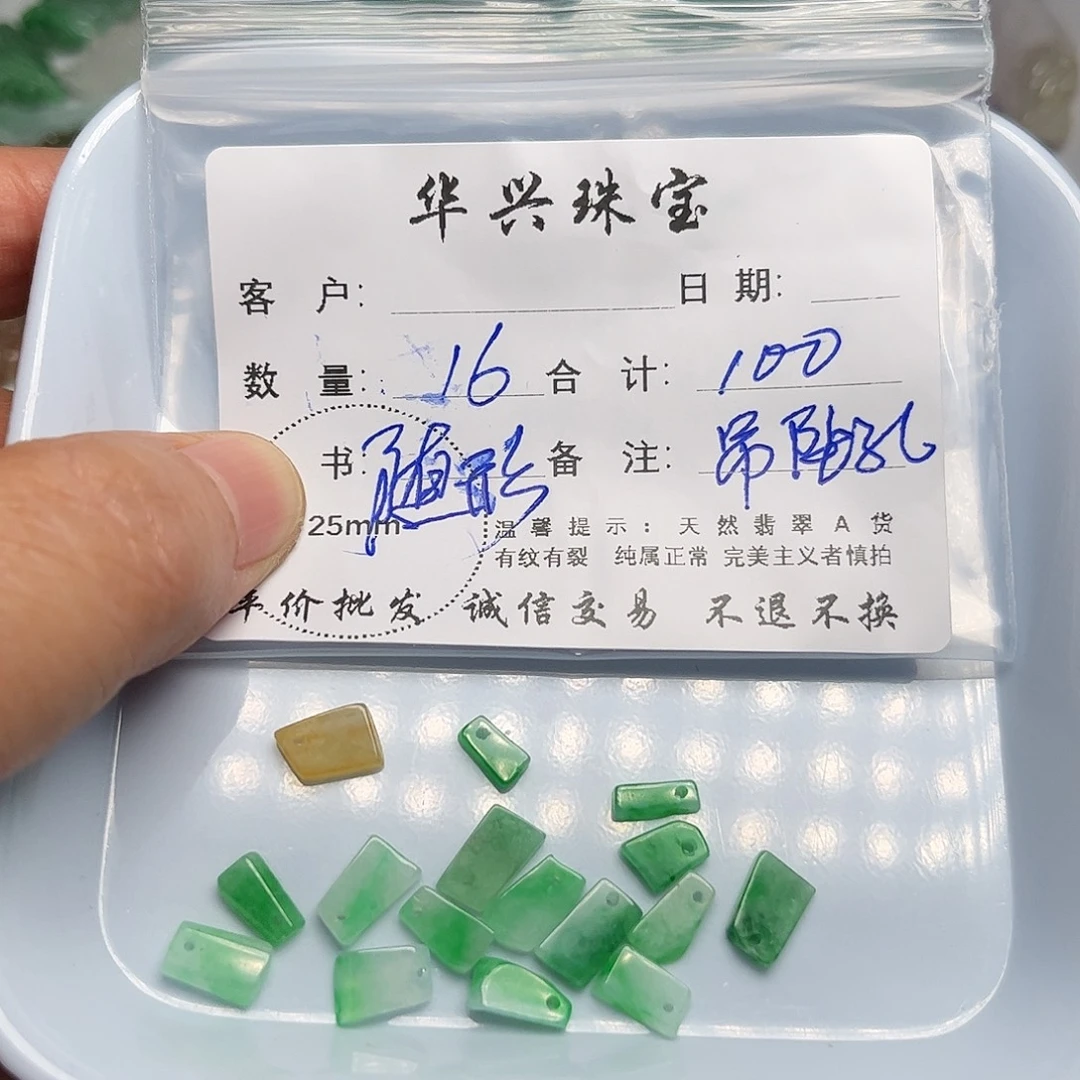 华兴珠宝
客 户: 日 期:
数 量: 16 合 计: 100
书: 随形 备 注: 吊
25mm 温馨提示：天然翡翠A货
有纹有裂 纯属正常 完美主义者慎拍
价批发 诚信交易 不退不换